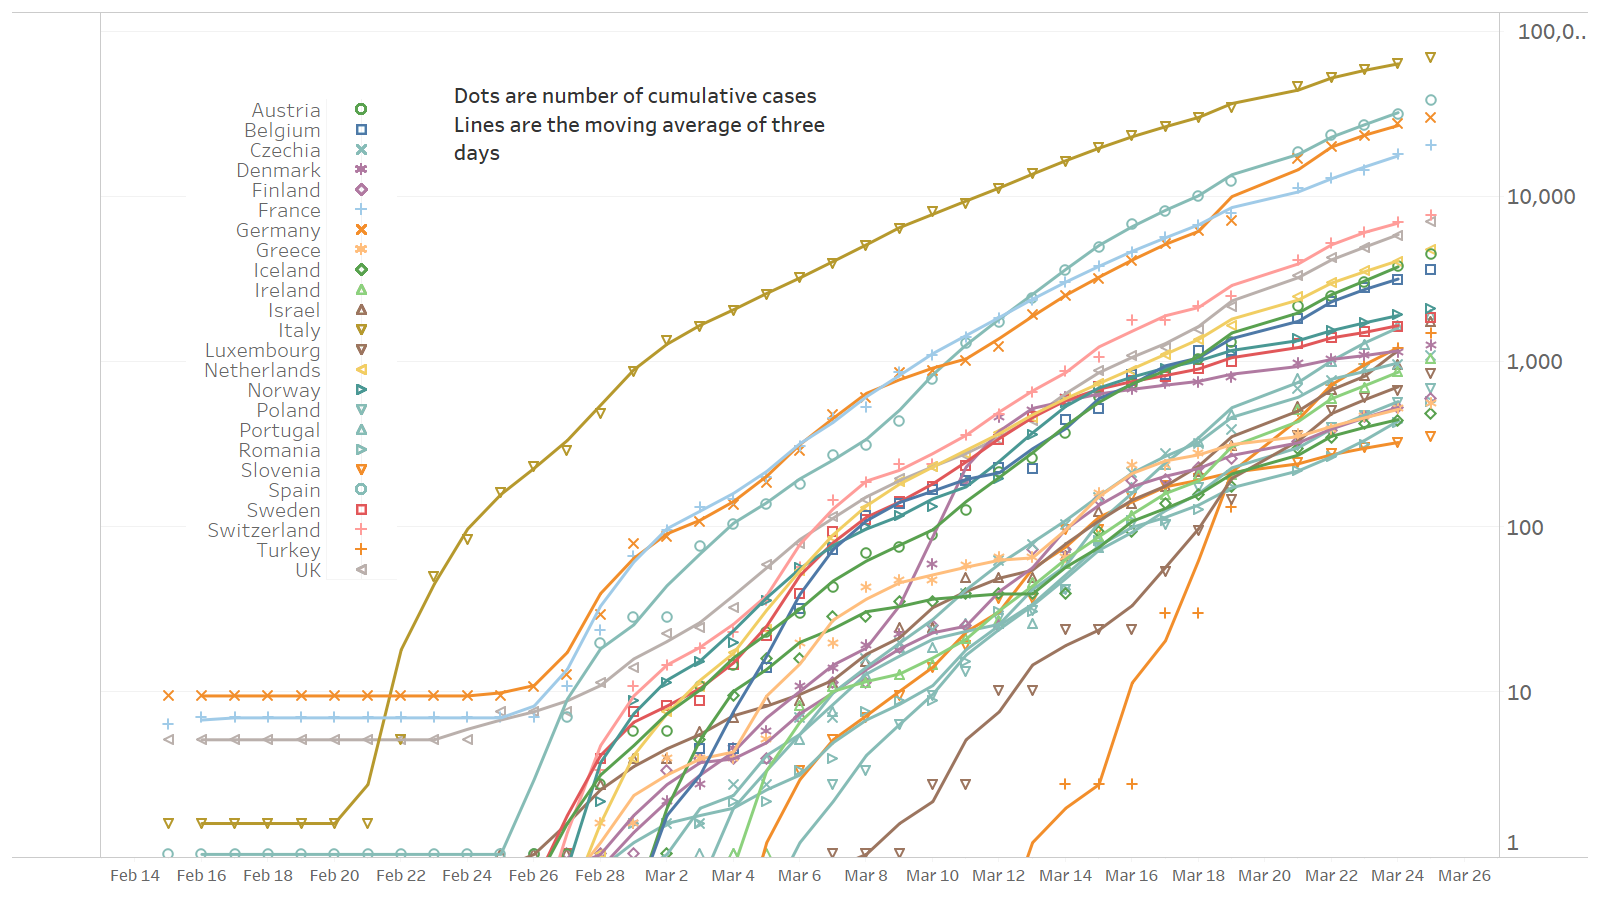 100,0..
Dots are number of cumulative cases
Lines are the moving average of three
days
Austria
Belgium
Czechia
Denmark
Finland
France
Germany
Greece
Iceland
Ireland
Israel
Italy
Luxembourg
Netherlands
Norway
Poland
Portugal
Romania
Slovenia
Spain
Sweden
Switzerland
Turkey
UK
10,000
1,000
100
10
1
Feb 14 Feb 16 Feb 18 Feb 20 Feb 22 Feb 24 Feb 26 Feb 28 Mar 2 Mar 4 Mar 6 Mar 8 Mar 10 Mar 12 Mar 14 Mar 16 Mar 18 Mar 20 Mar 22 Mar 24 Mar 26